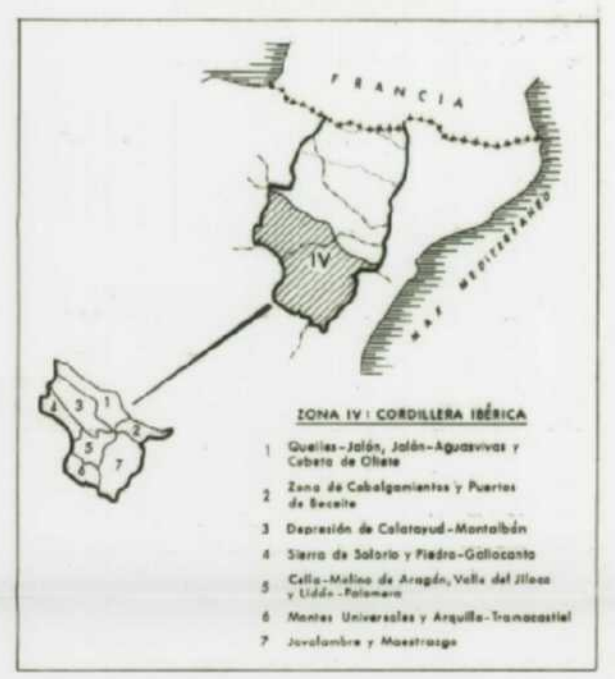 FRANCIA
MAR MEDITERRANEO
IV
1
3
4
2
5
7
6
ZONA IV: CORDILLERA IBÉRICA
1 Queiles-Jalón, Jalón-Aguasvivas y
Cubeta de Oliete
2 Zona de Cabalgamientos y Puertos
de Beceite
3 Depresión de Calatayud-Montalbán
4 Sierra de Solorio y Piedra-Gallocanta
5 Cella-Molina de Aragón, Valle del Jiloca
y Lidón-Palomera
6 Montes Universales y Arquillo-Tramacastiel
7 Javalambre y Maestrazgo